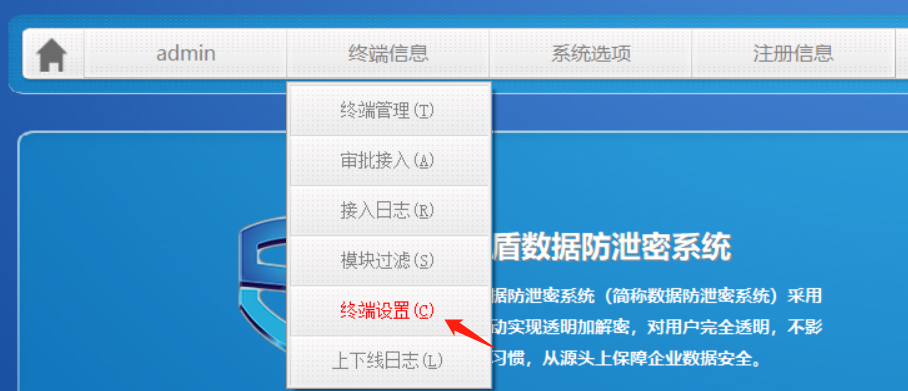 admin
终端信息
系统选项
注册信息
终端管理(T)
审批接入(A)
接入日志(R)
模块过滤(S)
终端设置(C)
上下线日志(L)
盾数据防泄密系统
据防泄密系统（简称数据防泄密系统）采用
动实现透明加解密，对用户完全透明，不影
习惯，从源头上保障企业数据安全。